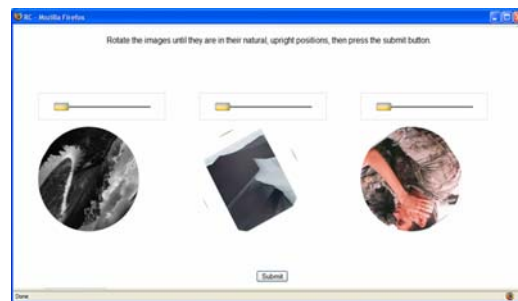 RC - Mozilla Firefox
Rotate the images until they are in their natural, upright positions, then press the submit button.
Submit
Done